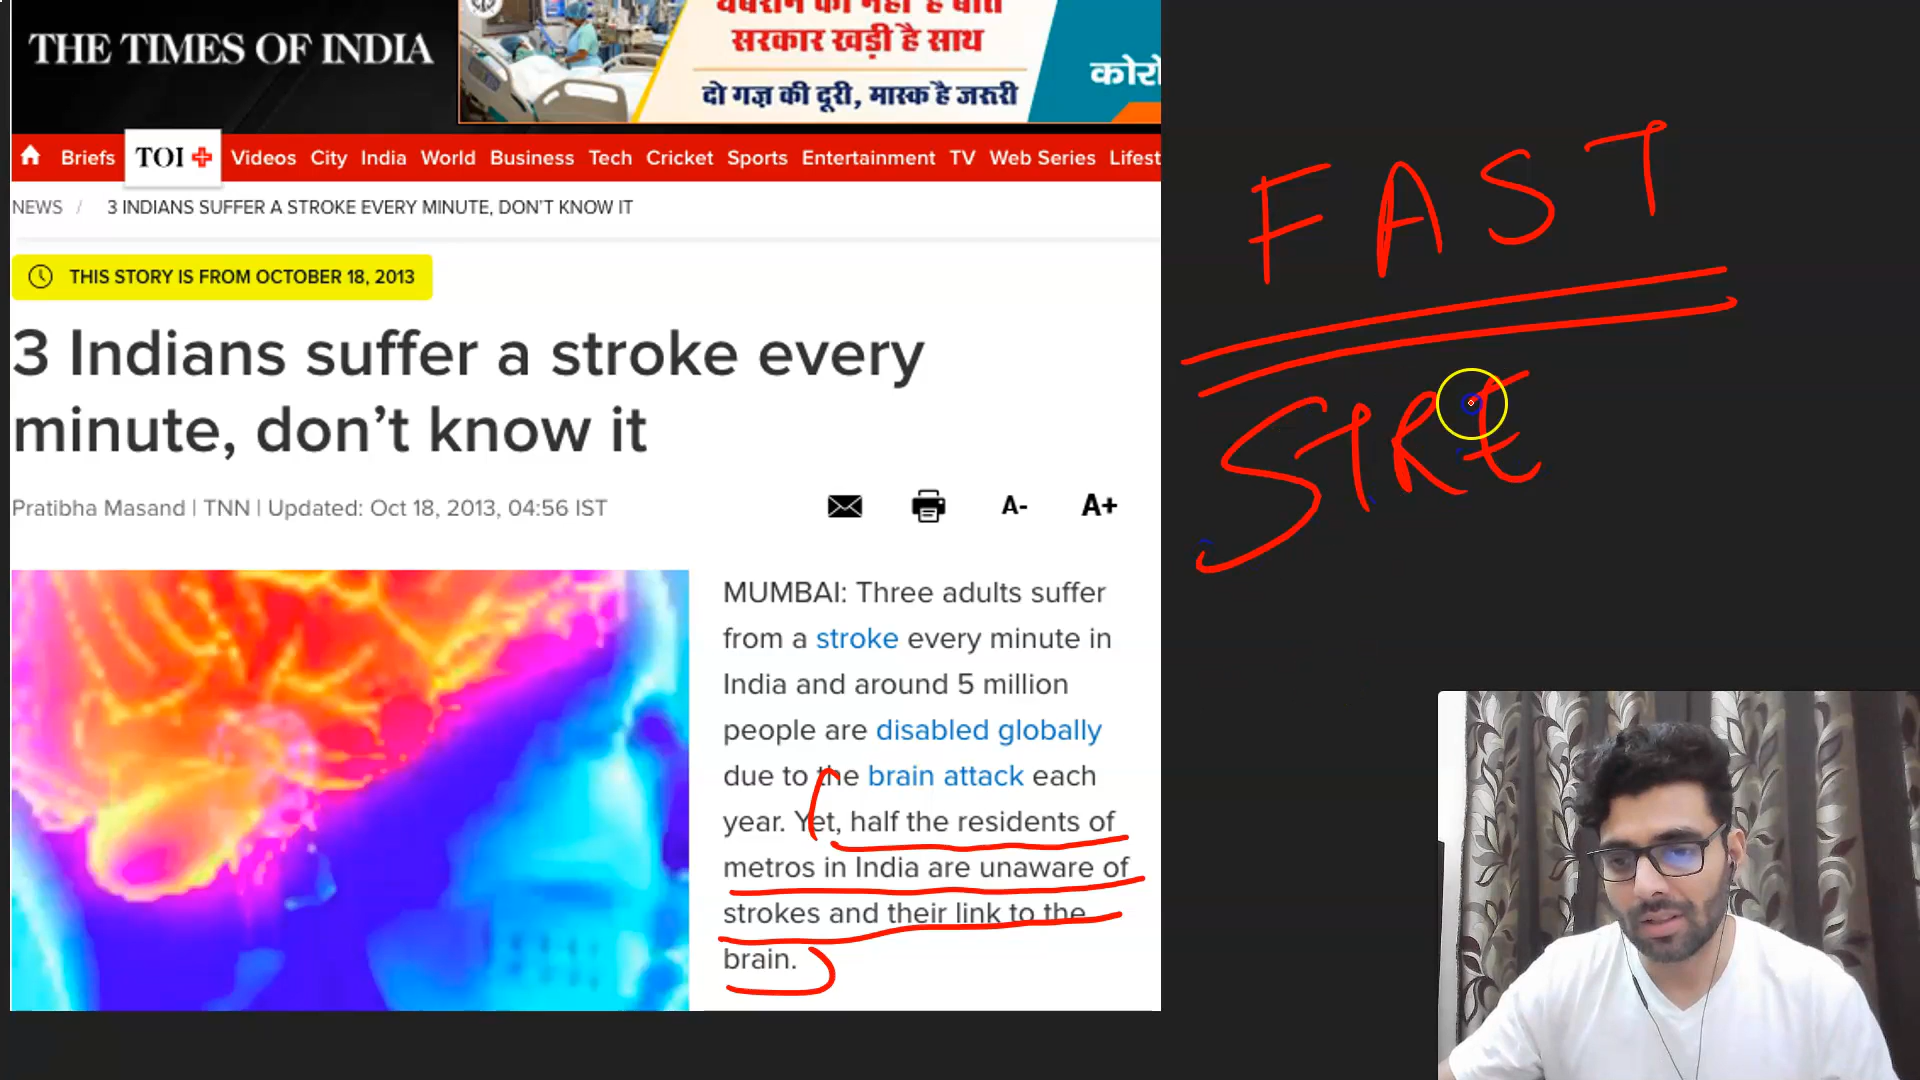 THE TIMES OF INDIA
सरकार खड़ी है साथ
दो गज़ की दूरी, मास्क है जरूरी
Briefs TOI+ Videos City India World Business Tech Cricket Sports Entertainment TV Web Series Lifest
NEWS / 3 INDIANS SUFFER A STROKE EVERY MINUTE, DON'T KNOW IT
THIS STORY IS FROM OCTOBER 18, 2013
3 Indians suffer a stroke every
minute, don't know it
Pratibha Masand | TNN | Updated: Oct 18, 2013, 04:56 IST
A- A+
MUMBAI: Three adults suffer
from a stroke every minute in
India and around 5 million
people are disabled globally
due to the brain attack each
year. Yet, half the residents of
metros in India are unaware of
strokes and their link to the
brain.
FAST
STRE